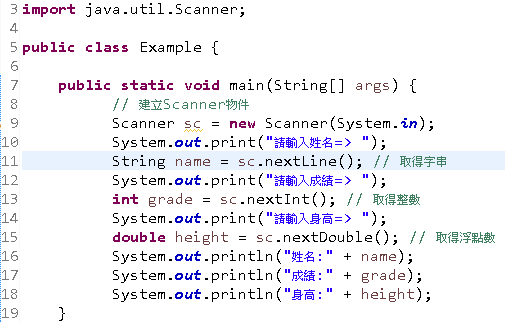 3 import java.util.Scanner;
4
5 public class Example {
6
7     public static void main(String[] args) {
8         // 建立Scanner物件
9         Scanner sc = new Scanner(System.in);
10         System.out.print("請輸入姓名=> ");
11         String name = sc.nextLine(); // 取得字串
12         System.out.print("請輸入成績=> ");
13         int grade = sc.nextInt(); // 取得整數
14         System.out.print("請輸入身高=> ");
15         double height = sc.nextDouble(); // 取得浮點數
16         System.out.println("姓名:" + name);
17         System.out.println("成績:" + grade);
18         System.out.println("身高:" + height);
19     }